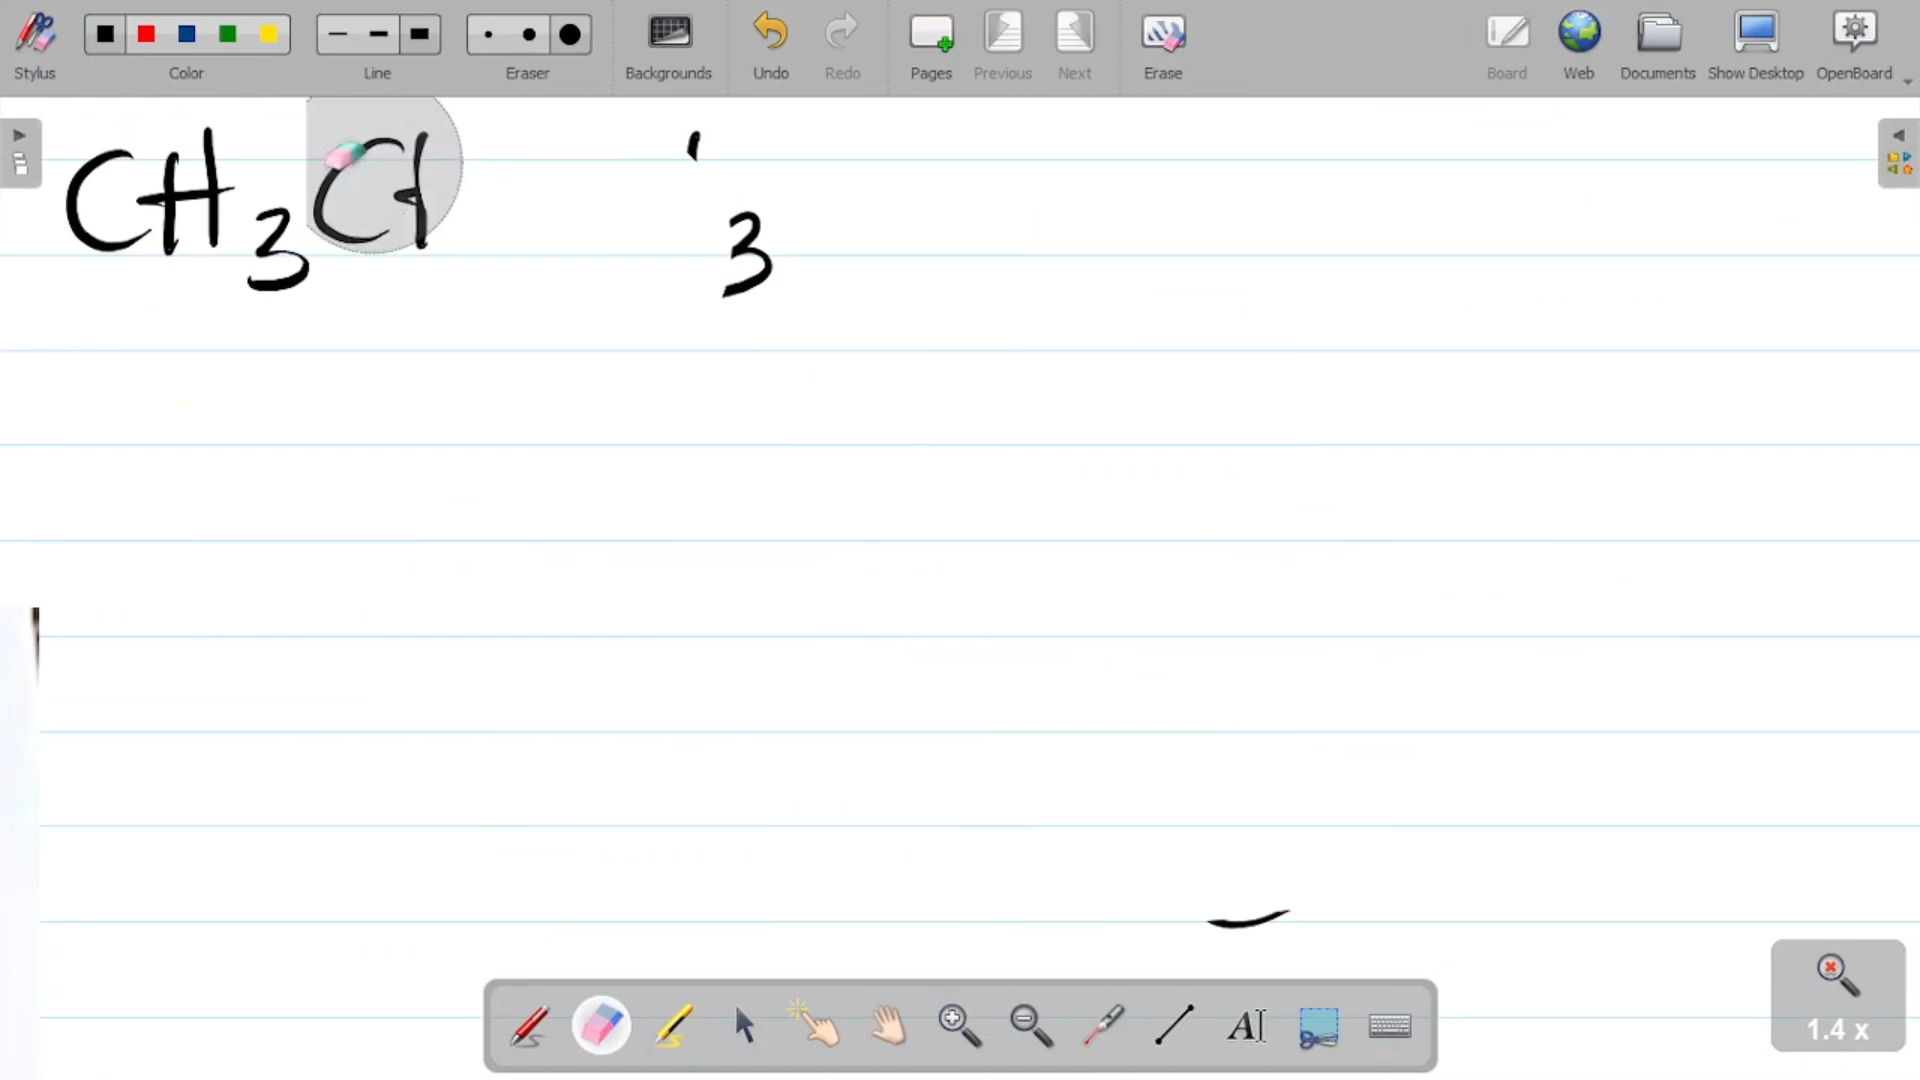 Stylus Color Line Eraser Backgrounds Undo Redo Pages Previous Next Erase Board Web Documents Show Desktop OpenBoard
CH3Cl 3
1.4 x